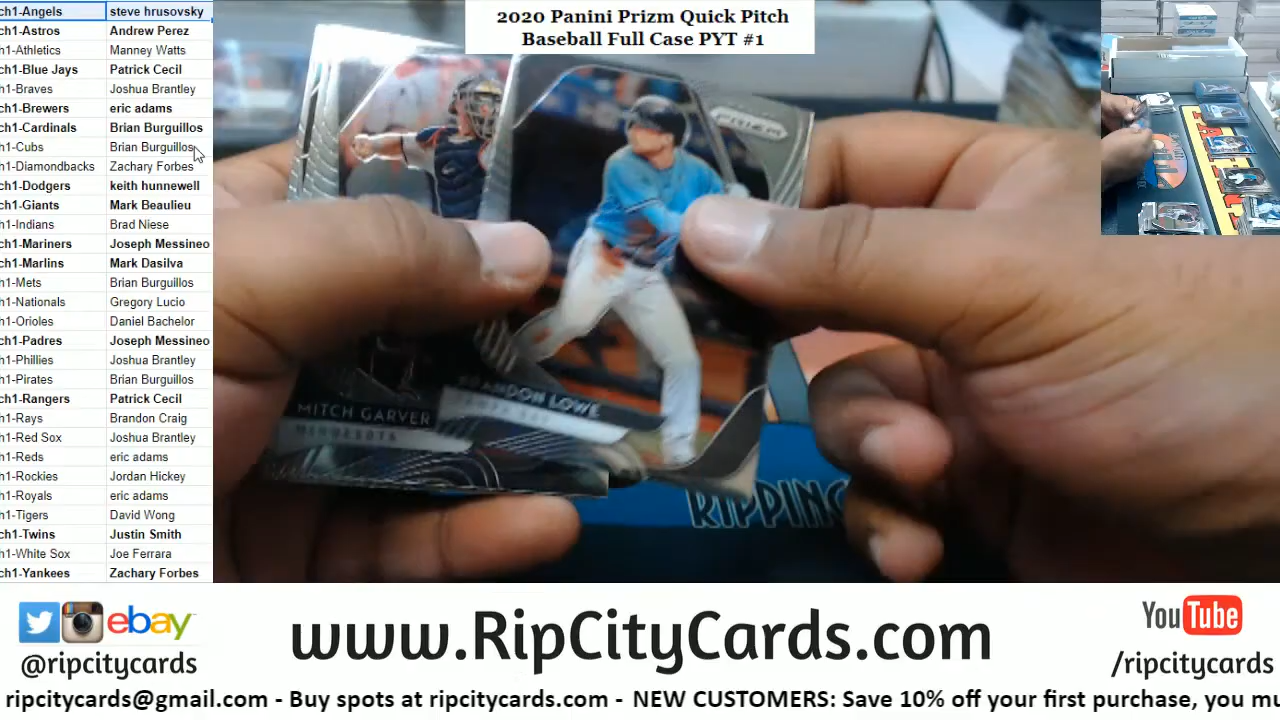 2020 Panini Prizm Quick Pitch
Baseball Full Case PYT #1
ch1-Angels steve hrusovsky
ch1-Astros Andrew Perez
ch1-Athletics Manney Watts
ch1-Blue Jays Patrick Cecil
ch1-Braves Joshua Brantley
ch1-Brewers eric adams
ch1-Cardinals Brian Burguillos
ch1-Cubs Brian Burguillos
ch1-Diamondbacks Zachary Forbes
ch1-Dodgers keith hunnewell
ch1-Giants Mark Beaulieu
ch1-Indians Brad Niese
ch1-Mariners Joseph Messineo
ch1-Marlins Mark Dasilva
ch1-Mets Brian Burguillos
ch1-Nationals Gregory Lucio
ch1-Orioles Daniel Bachelor
ch1-Padres Joseph Messineo
ch1-Phillies Joshua Brantley
ch1-Pirates Brian Burguillos
ch1-Rangers Patrick Cecil
ch1-Rays Brandon Craig
ch1-Red Sox Joshua Brantley
ch1-Reds eric adams
ch1-Rockies Jordan Hickey
ch1-Royals eric adams
ch1-Tigers David Wong
ch1-Twins Justin Smith
ch1-White Sox Joe Ferrara
ch1-Yankees Zachary Forbes
PRIZM
BRANDON LOWE
MITCH GARVER
MINNESOTA
RIPPING
ebay
@ripcitycards
www.RipCityCards.com
YouTube
/ripcitycards
ripcitycards@gmail.com - Buy spots at ripcitycards.com - NEW CUSTOMERS: Save 10% off your first purchase, you mu